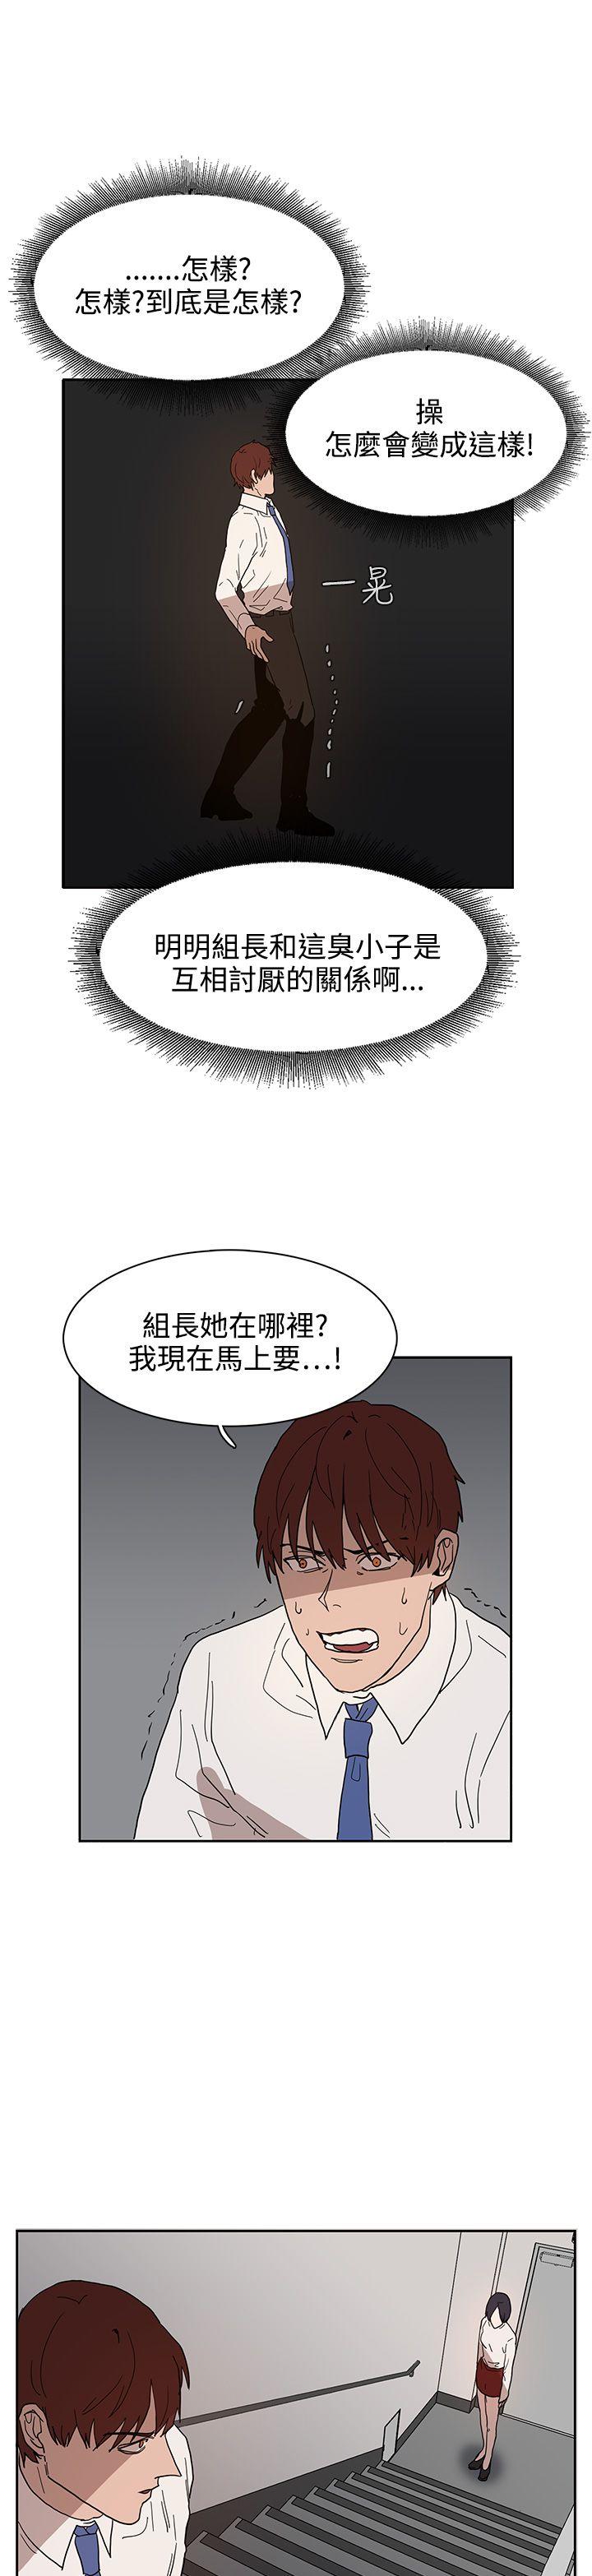 .......怎樣?
怎樣?到底是怎樣?
操
怎麼會變成這樣!
一晃
明明組長和這臭小子是
互相討厭的關係啊...
組長她在哪裡?
我現在馬上要...!